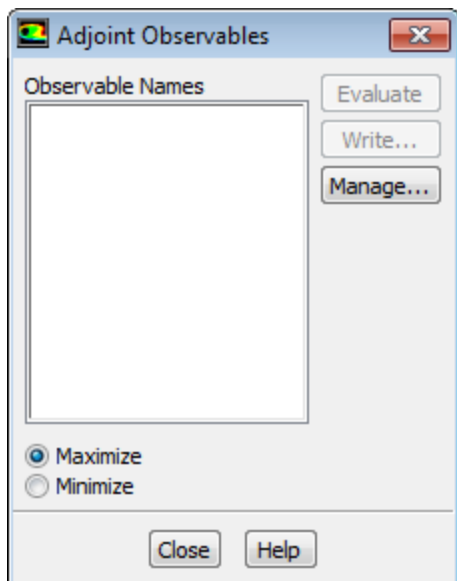 Adjoint Observables
Observable Names
Evaluate
Write...
Manage...
Maximize
Minimize
Close Help